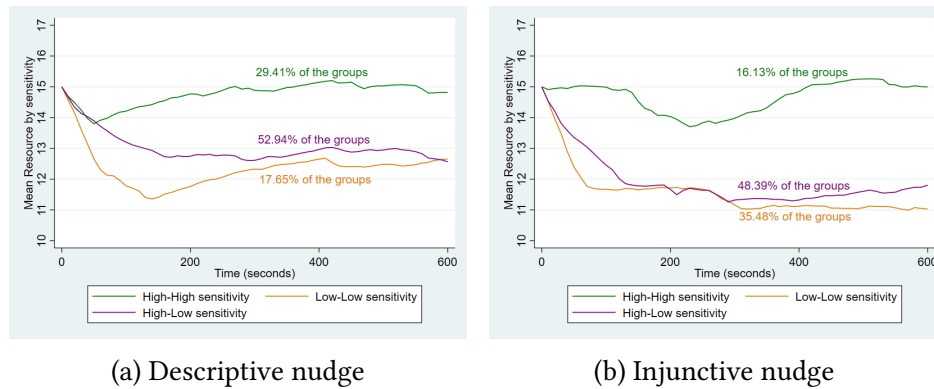 Mean Resource by sensitivity
17
16
15
14
13
12
11
10
29.41% of the groups
52.94% of the groups
17.65% of the groups
0
200
400
600
Time (seconds)
High-High sensitivity
Low-Low sensitivity
High-Low sensitivity
(a) Descriptive nudge
Mean Resource by sensitivity
17
16
15
14
13
12
11
10
16.13% of the groups
48.39% of the groups
35.48% of the groups
0
200
400
600
Time (seconds)
High-High sensitivity
Low-Low sensitivity
High-Low sensitivity
(b) Injunctive nudge